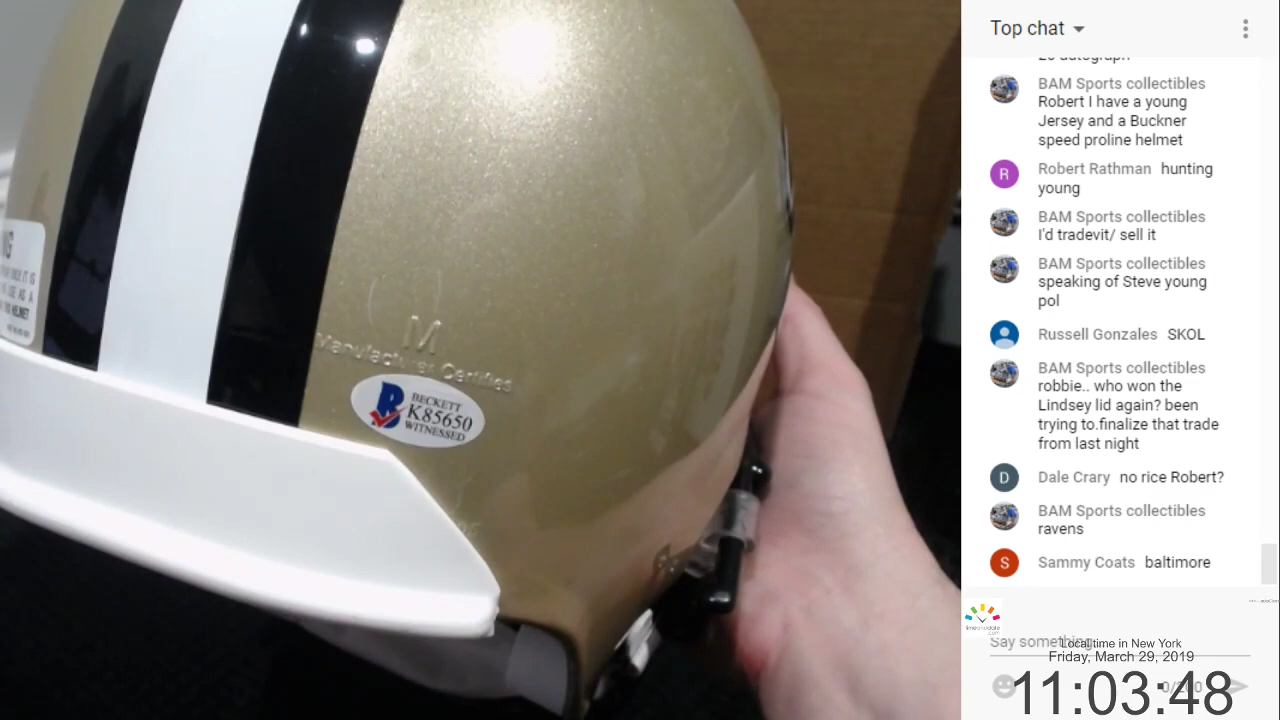 M
Manufacturer Certified
BECKETT
K85650
WITNESSED
Top chat
BAM Sports collectibles
Robert I have a young
Jersey and a Buckner
speed proline helmet
Robert Rathman hunting
young
BAM Sports collectibles
I'd tradevit/ sell it
BAM Sports collectibles
speaking of Steve young
pol
Russell Gonzales SKOL
BAM Sports collectibles
robbie.. who won the
Lindsey lid again? been
trying to.finalize that trade
from last night
Dale Crary no rice Robert?
BAM Sports collectibles
ravens
Sammy Coats baltimore
Say something...
Local time in New York
Friday, March 29, 2019
11:03:48